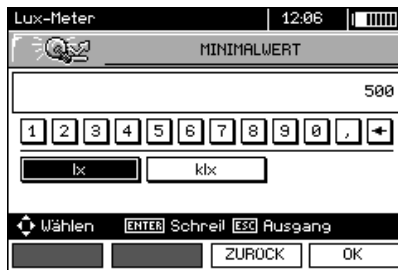 Lux-Meter 12:06
MINIMALWERT
500
1 2 3 4 5 6 7 8 9 0 ,
lx klx
Wählen ENTER Schreil ESC Ausgang
ZURÜCK OK